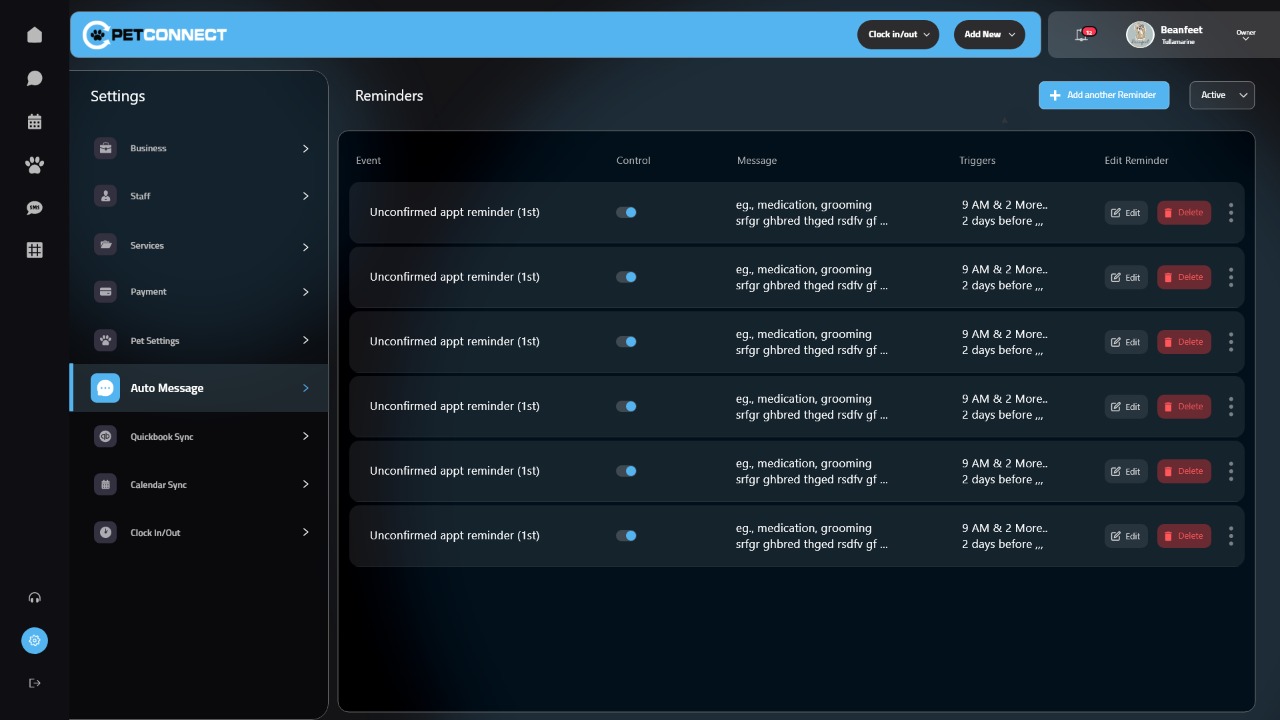 PETCONNECT
Clock in/out
Add New
12
Beanfeet
Tullamarine
Owner
Settings
Business
Staff
Services
Payment
Pet Settings
Auto Message
Quickbook Sync
Calendar Sync
Clock In/Out
SMS
Reminders
Add another Reminder
Active
Event Control Message Triggers Edit Reminder
Unconfirmed appt reminder (1st)
eg., medication, grooming
srfgr ghbred thged rsdfv gf ...
9 AM & 2 More..
2 days before ,,,
Edit
Delete
Unconfirmed appt reminder (1st)
eg., medication, grooming
srfgr ghbred thged rsdfv gf ...
9 AM & 2 More..
2 days before ,,,
Edit
Delete
Unconfirmed appt reminder (1st)
eg., medication, grooming
srfgr ghbred thged rsdfv gf ...
9 AM & 2 More..
2 days before ,,,
Edit
Delete
Unconfirmed appt reminder (1st)
eg., medication, grooming
srfgr ghbred thged rsdfv gf ...
9 AM & 2 More..
2 days before ,,,
Edit
Delete
Unconfirmed appt reminder (1st)
eg., medication, grooming
srfgr ghbred thged rsdfv gf ...
9 AM & 2 More..
2 days before ,,,
Edit
Delete
Unconfirmed appt reminder (1st)
eg., medication, grooming
srfgr ghbred thged rsdfv gf ...
9 AM & 2 More..
2 days before ,,,
Edit
Delete